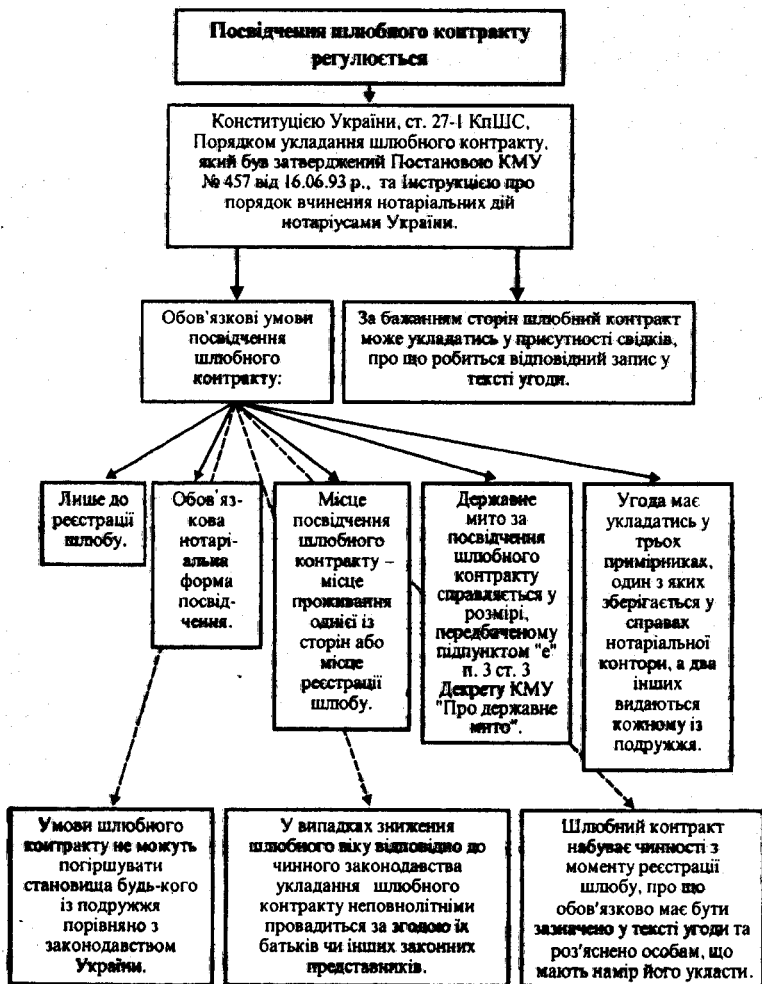 Посвідчення шлюбного контракту
регулюється
Конституцією України, ст. 27-1 КпШС,
Порядком укладання шлюбного контракту,
який був затверджений Постановою КМУ
№ 457 від 16.06.93 р., та Інструкцією про
порядок вчинення нотаріальних дій
нотаріусами України.
Обов'язкові умови
посвідчення
шлюбного
контракту:
За бажанням сторін шлюбний контракт
може укладатись у присутності свідків,
про що робиться відповідний запис у
тексті угоди.
Лише до
реєстрації
шлюбу.
Обов'яз-
кова
нотарі-
альна
форма
посвід-
чення.
Місце
посвідчення
шлюбного
контракту –
місце
проживання
однієї із
сторін або
місце
реєстрації
шлюбу.
Державне
мито за
посвідчення
шлюбного
контракту
справляється у
розмірі,
передбаченому
підпунктом "е"
п. 3 ст. 3
Декрету КМУ
"Про державне
мито".
Угода має
укладатись у
трьох
примірниках,
один з яких
зберігається у
справах
нотаріальної
контори, а два
інших
видаються
кожному із
подружжя.
Умови шлюбного
контракту не можуть
погіршувати
становища будь-кого
із подружжя
порівняно з
законодавством
України.
У випадках зниження
шлюбного віку відповідно до
чинного законодавства
укладання шлюбного
контракту неповнолітніми
провадиться за згодою їх
батьків чи інших законних
представників.
Шлюбний контракт
набуває чинності з
моменту реєстрації
шлюбу, про що
обов'язково має бути
зазначено у тексті угоди та
роз'яснено особам, що
мають намір його укласти.